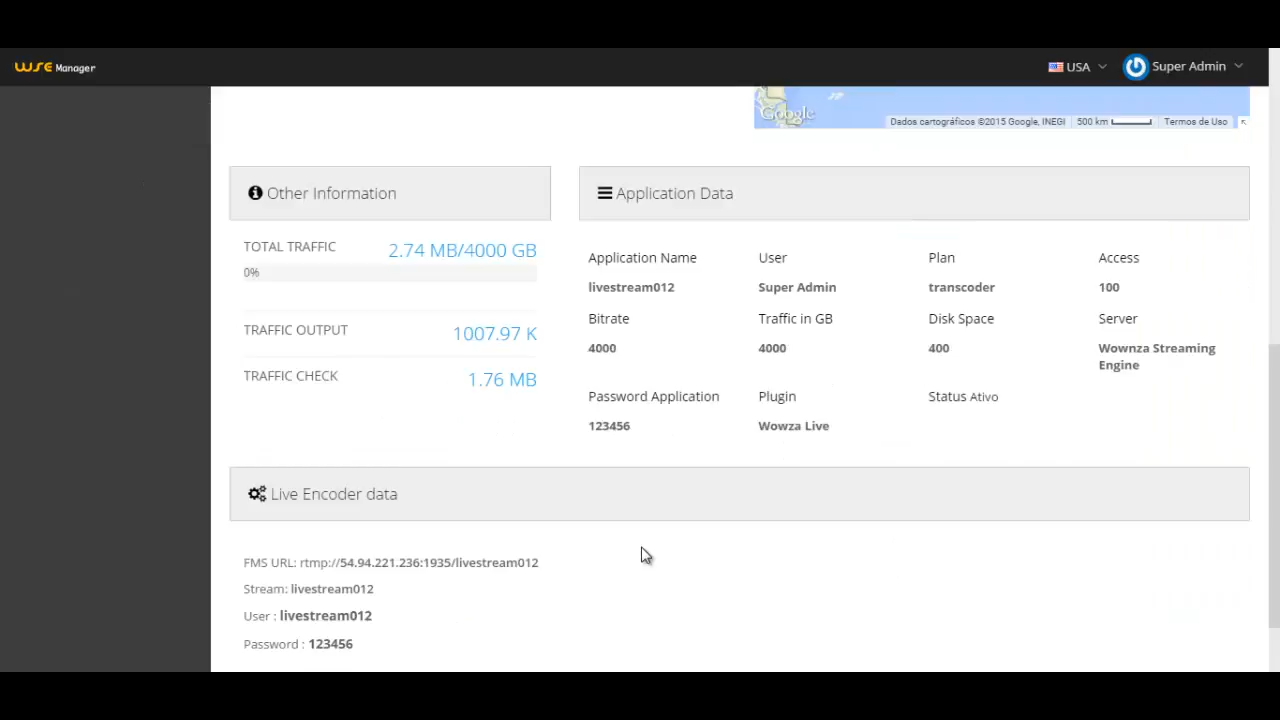 WSE Manager
USA
Super Admin
Google
Dados cartográficos ©2015 Google, INEGI
500 km
Termos de Uso
Other Information
Application Data
TOTAL TRAFFIC
2.74 MB/4000 GB
0%
TRAFFIC OUTPUT
1007.97 K
TRAFFIC CHECK
1.76 MB
Application Name
User
Plan
Access
livestream012
Super Admin
transcoder
100
Bitrate
Traffic in GB
Disk Space
Server
4000
4000
400
Wownza Streaming
Engine
Password Application
Plugin
Status Ativo
123456
Wowza Live
Live Encoder data
FMS URL: rtmp://54.94.221.236:1935/livestream012
Stream: livestream012
User : livestream012
Password : 123456